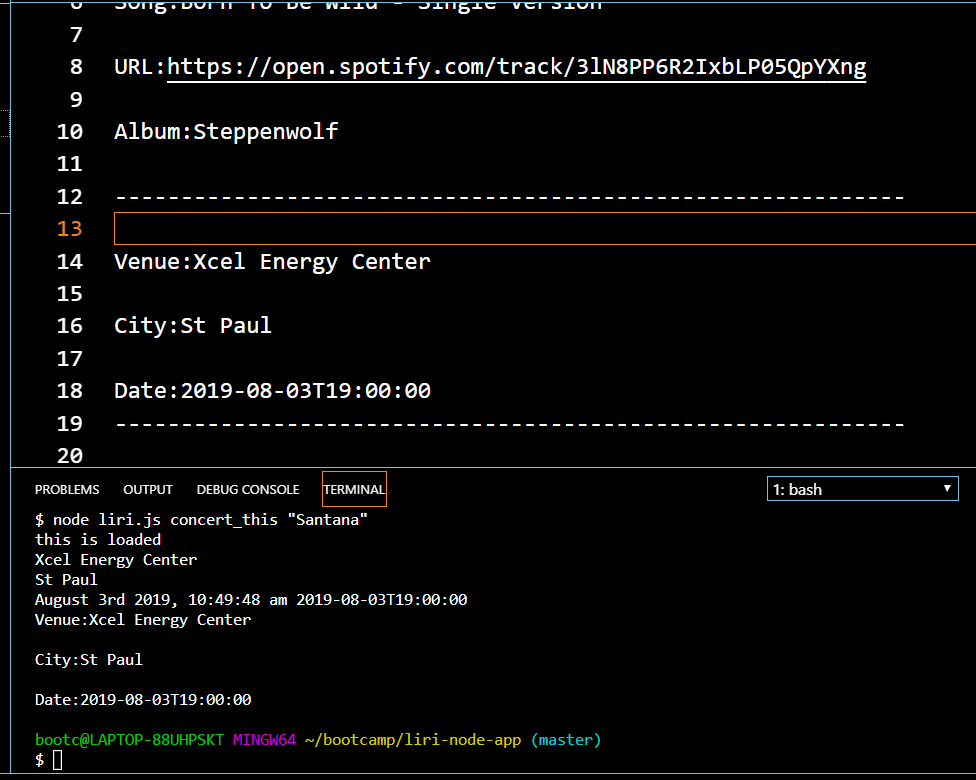 6 Song:Born To Be Wild - Single Version
7
8 URL:https://open.spotify.com/track/3lN8PP6R2IxbLP05QpYXng
9
10 Album:Steppenwolf
11
12 ------------------------------------------------------------
13
14 Venue:Xcel Energy Center
15
16 City:St Paul
17
18 Date:2019-08-03T19:00:00
19 ------------------------------------------------------------
20
PROBLEMS OUTPUT DEBUG CONSOLE TERMINAL 1: bash
$ node liri.js concert_this "Santana"
this is loaded
Xcel Energy Center
St Paul
August 3rd 2019, 10:49:48 am 2019-08-03T19:00:00
Venue:Xcel Energy Center
City:St Paul
Date:2019-08-03T19:00:00
bootc@LAPTOP-88UHPSKT MINGW64 ~/bootcamp/liri-node-app (master)
$